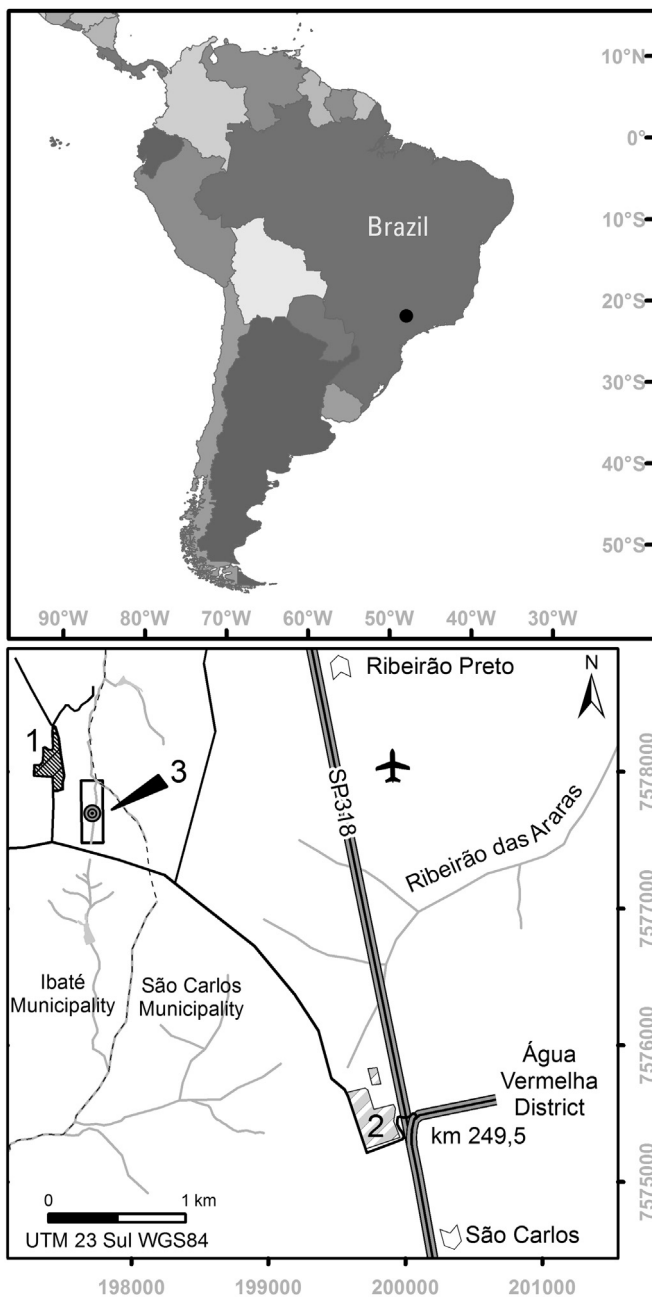 10°N
0°
Brazil
10°S
20°S
30°S
40°S
50°S
90°W 80°W 70°W 60°W 50°W 40°W 30°W
Ribeirão Preto
N
1
3
SP318
Ribeirão das Araras
7578000
7577000
Ibaté
Municipality
São Carlos
Municipality
7576000
Água
Vermelha
District
2
km 249,5
7575000
0 1 km
UTM 23 Sul WGS84
São Carlos
198000 199000 200000 201000